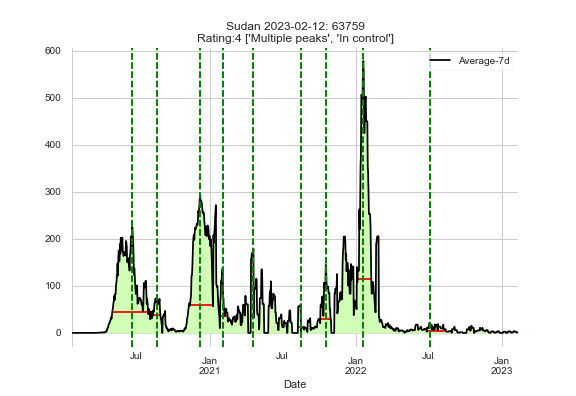 Sudan 2023-02-12: 63759
Rating:4 ['Multiple peaks', 'In control']
600
500
400
300
200
100
0
Average-7d
Jul
Jan
2021
Jul
Jan
2022
Jul
Jan
2023
Date